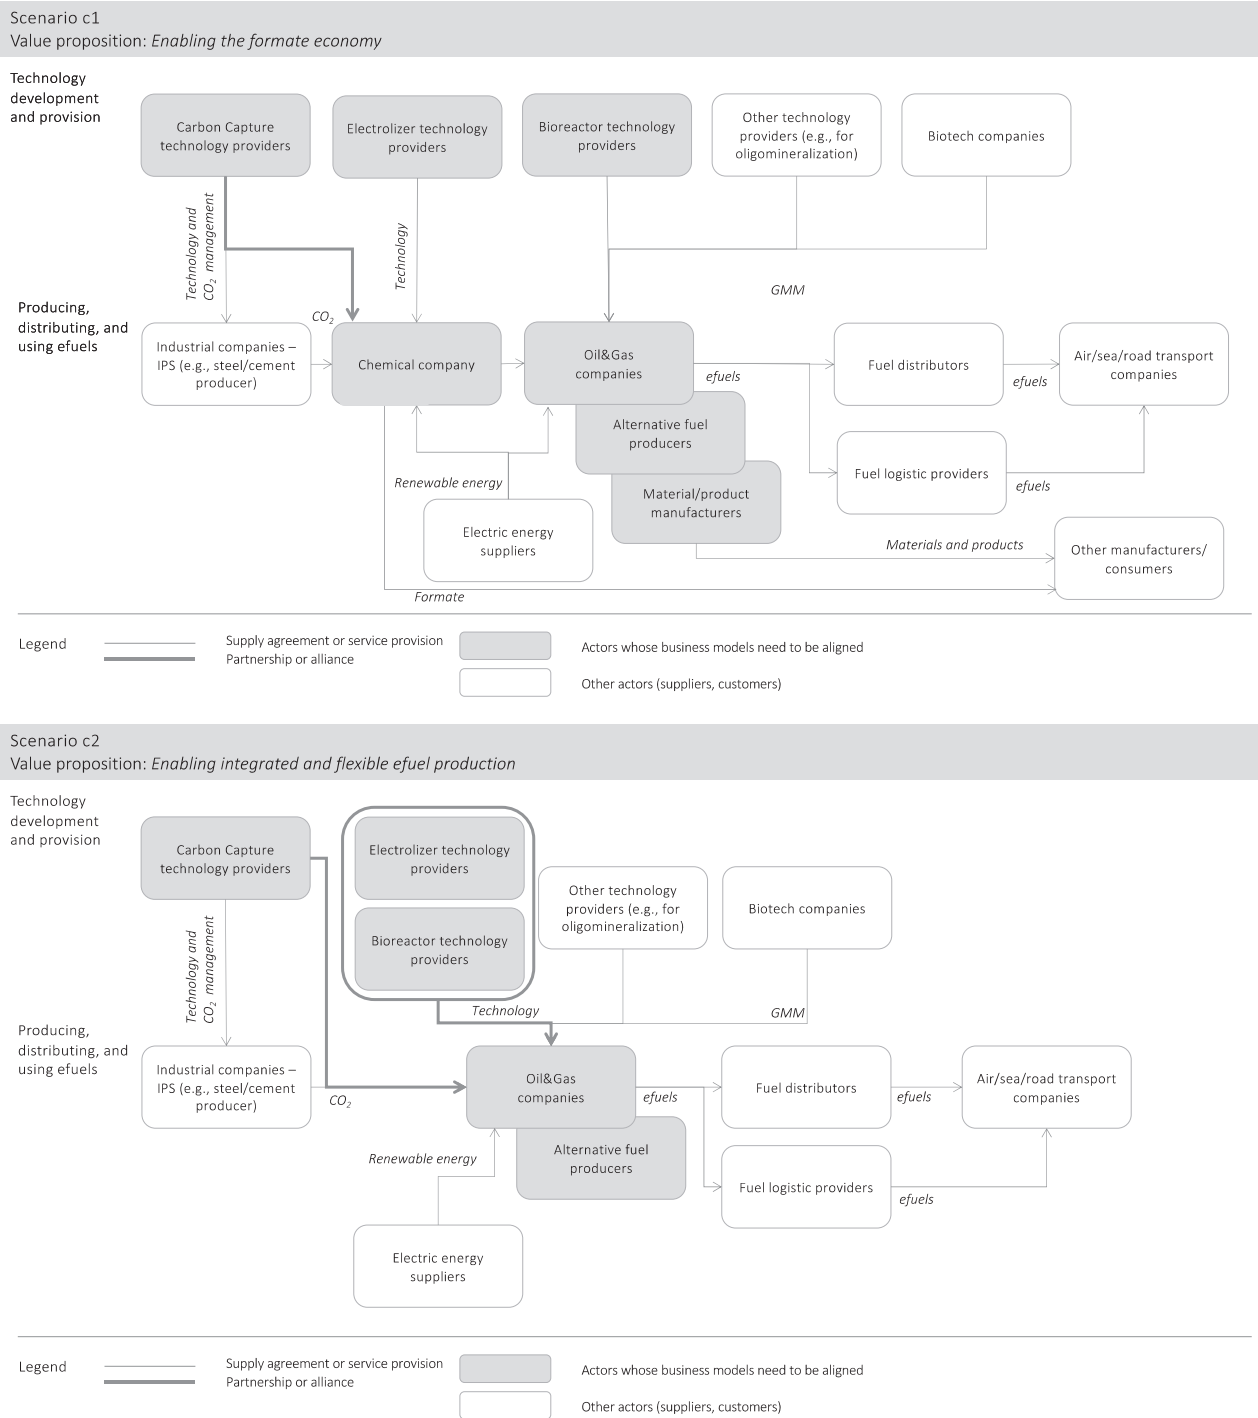 Scenario c1
Value proposition: Enabling the formate economy
Technology
development
and provision
Carbon Capture
technology providers
Electrolizer technology
providers
Bioreactor technology
providers
Other technology
providers (e.g., for
oligomineralization)
Biotech companies
Technology and
CO2 management
Technology
GMM
Producing,
distributing, and
using efuels
CO2
Industrial companies –
IPS (e.g., steel/cement
producer)
Chemical company
Oil&Gas
companies
efuels
Fuel distributors
efuels
Air/sea/road transport
companies
Alternative fuel
producers
Renewable energy
Fuel logistic providers
efuels
Material/product
manufacturers
Electric energy
suppliers
Materials and products
Other manufacturers/
consumers
Formate
Legend
Supply agreement or service provision
Partnership or alliance
Actors whose business models need to be aligned
Other actors (suppliers, customers)
Scenario c2
Value proposition: Enabling integrated and flexible efuel production
Technology
development
and provision
Carbon Capture
technology providers
Electrolizer technology
providers
Bioreactor technology
providers
Other technology
providers (e.g., for
oligomineralization)
Biotech companies
Technology and
CO2 management
Technology
GMM
Producing,
distributing, and
using efuels
Industrial companies –
IPS (e.g., steel/cement
producer)
CO2
Oil&Gas
companies
efuels
Fuel distributors
efuels
Air/sea/road transport
companies
Renewable energy
Alternative fuel
producers
Fuel logistic providers
efuels
Electric energy
suppliers
Legend
Supply agreement or service provision
Partnership or alliance
Actors whose business models need to be aligned
Other actors (suppliers, customers)